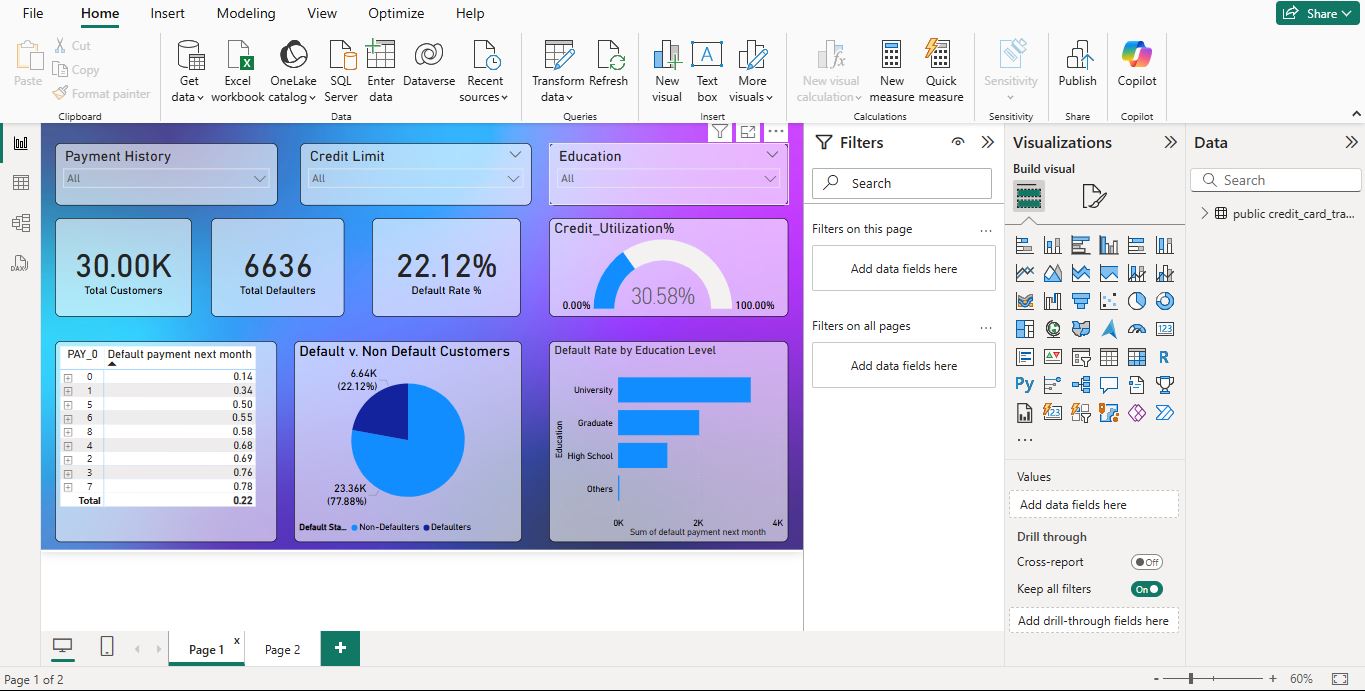 File Home Insert Modeling View Optimize Help Share
Paste
Cut
Copy
Format painter
Clipboard
Get data
Excel workbook
OneLake catalog
SQL Server
Enter data
Dataverse
Recent sources
Data
Transform data
Refresh
Queries
New visual
Text box
More visuals
Insert
New visual calculation
New measure
Quick measure
Calculations
Sensitivity
Sensitivity
Publish
Share
Copilot
Copilot
Payment History
All
Credit Limit
All
Education
All
30.00K
Total Customers
6636
Total Defaulters
22.12%
Default Rate %
Credit_Utilization%
30.58%
0.00% 100.00%
PAY_0 Default payment next month
0 0.14
1 0.34
5 0.50
6 0.55
8 0.58
4 0.68
2 0.69
3 0.76
7 0.78
Total 0.22
Default v. Non Default Customers
6.64K
(22.12%)
23.36K
(77.88%)
Default Sta... Non-Defaulters Defaulters
Default Rate by Education Level
Education
University
Graduate
High School
Others
0K 2K 4K
Sum of default payment next month
Filters
Search
Filters on this page ...
Add data fields here
Filters on all pages ...
Add data fields here
Visualizations
Build visual
123
R
Py
123
...
Values
Add data fields here
Drill through
Cross-report Off
Keep all filters On
Add drill-through fields here
Data
Search
public credit_card_tra...
DAX
Page 1 x
Page 2
+
Page 1 of 2
- + 60%